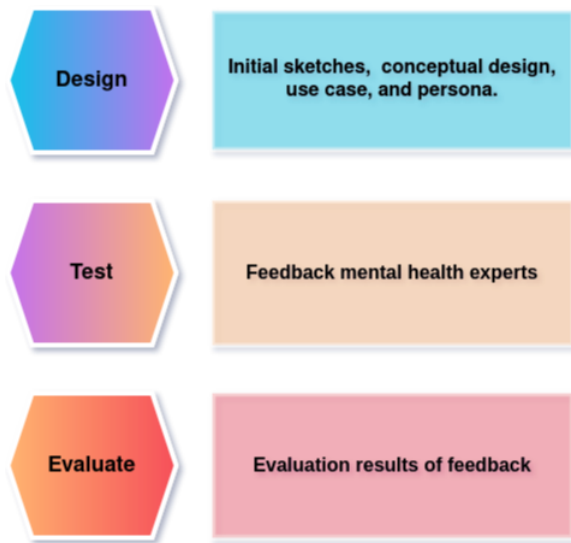 Design
Initial sketches,  conceptual design,
use case, and persona.
Test
Feedback mental health experts
Evaluate
Evaluation results of feedback